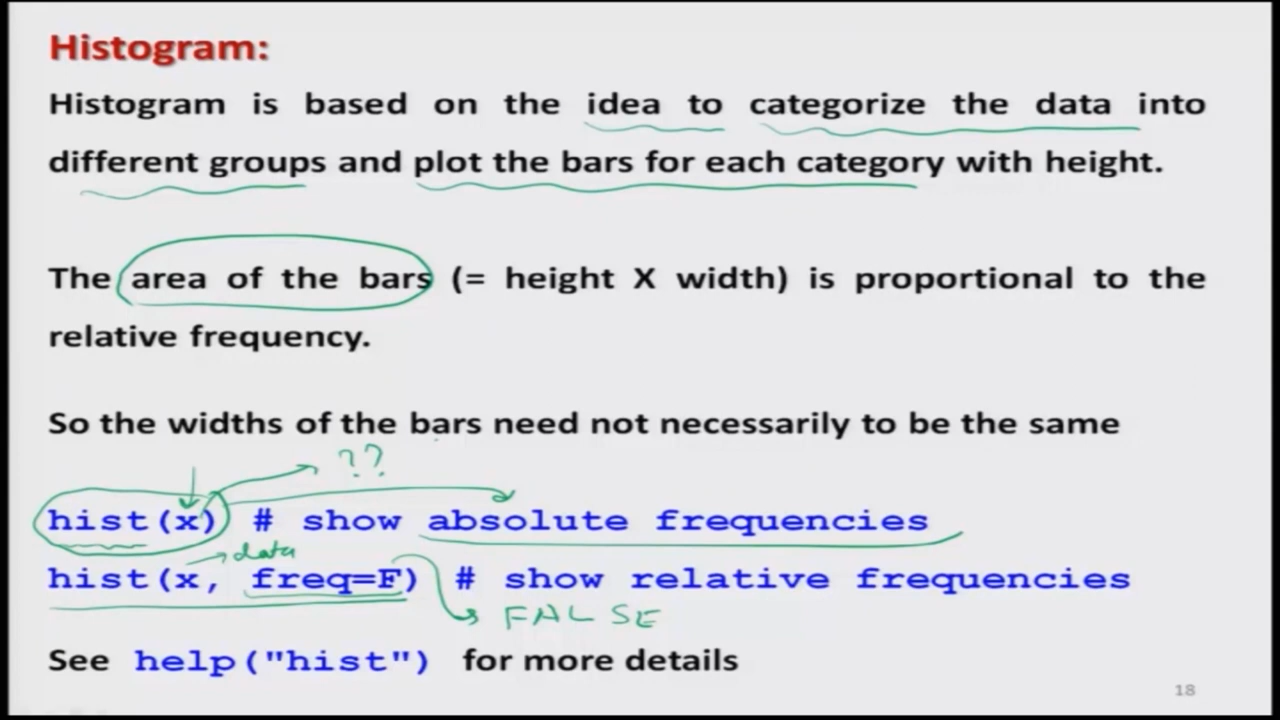 Histogram:
Histogram is based on the idea to categorize the data into
different groups and plot the bars for each category with height.
The area of the bars (= height X width) is proportional to the
relative frequency.
So the widths of the bars need not necessarily to be the same
??
hist(x) # show absolute frequencies
data
hist(x, freq=F) # show relative frequencies
FALSE
See help("hist") for more details
18